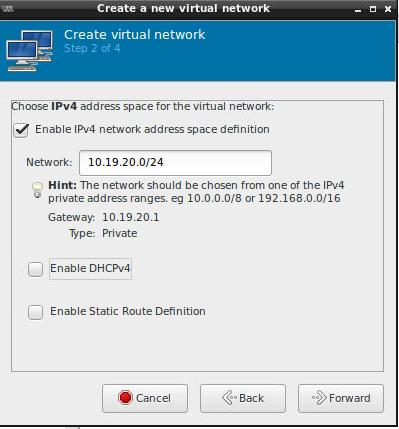 Create a new virtual network
Create virtual network
Step 2 of 4
Choose IPv4 address space for the virtual network:
Enable IPv4 network address space definition
Network: 10.19.20.0/24
Hint: The network should be chosen from one of the IPv4
private address ranges. eg 10.0.0.0/8 or 192.168.0.0/16
Gateway: 10.19.20.1
Type: Private
Enable DHCPv4
Enable Static Route Definition
Cancel Back Forward